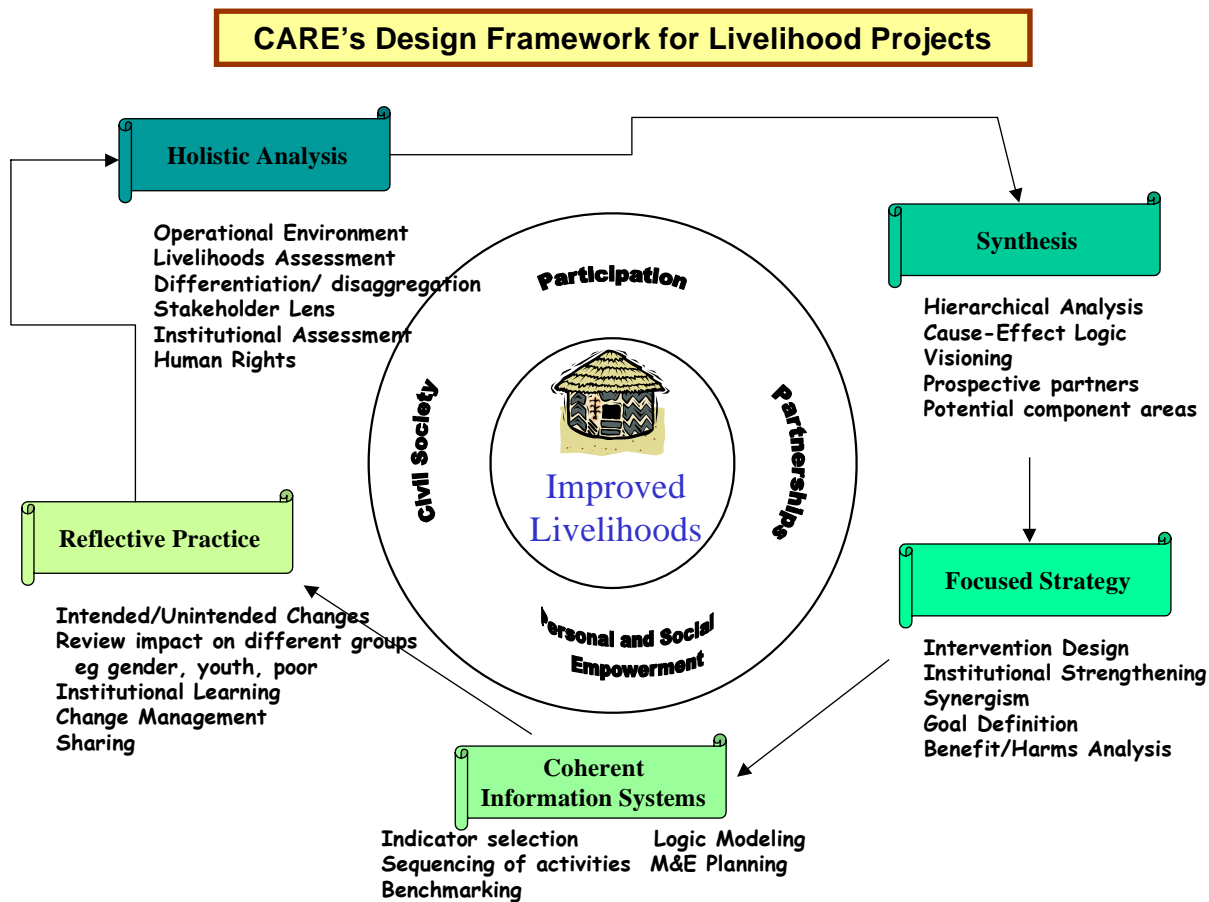 CARE's Design Framework for Livelihood Projects
Holistic Analysis
Operational Environment
Livelihoods Assessment
Differentiation/ disaggregation
Stakeholder Lens
Institutional Assessment
Human Rights
Synthesis
Hierarchical Analysis
Cause-Effect Logic
Visioning
Prospective partners
Potential component areas
Participation
Partnerships
Civil Society
Personal and Social
Empowerment
Improved
Livelihoods
Focused Strategy
Intervention Design
Institutional Strengthening
Synergism
Goal Definition
Benefit/Harms Analysis
Reflective Practice
Intended/Unintended Changes
Review impact on different groups
eg gender, youth, poor
Institutional Learning
Change Management
Sharing
Coherent
Information Systems
Indicator selection Logic Modeling
Sequencing of activities M&E Planning
Benchmarking